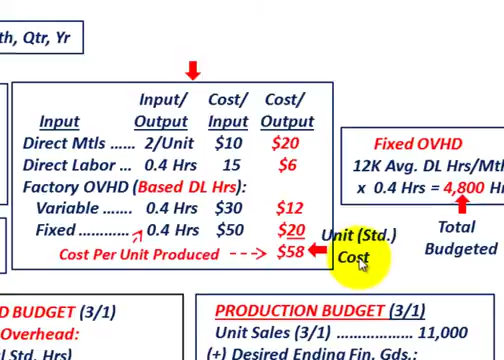 th, Qtr, Yr
Input/ Cost/ Cost/
Input Output Input Output
Direct Mtls ...... 2/Unit $10 $20
Direct Labor ... 0.4 Hrs 15 $6
Factory OVHD (Based DL Hrs):
Variable ....... 0.4 Hrs $30 $12
Fixed ............ 0.4 Hrs $50 $20
Cost Per Unit Produced $58
Unit (Std.)
Cost
Fixed OVHD
12K Avg. DL Hrs/Mt
x 0.4 Hrs = 4,800 H
Total
Budgeted
D BUDGET (3/1)
Overhead:
l Std. Hrs)
PRODUCTION BUDGET (3/1)
Unit Sales (3/1) .................. 11,000
(+) Desired Ending Fin. Gds.: